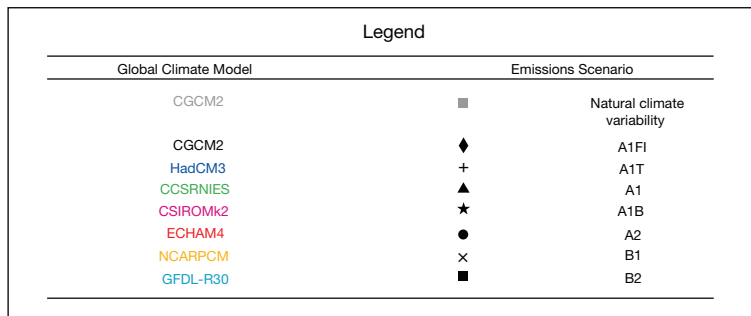 Legend
Global Climate Model Emissions Scenario
CGCM2 Natural climate
variability
CGCM2 A1FI
HadCM3 A1T
CCSRNIES A1
CSIROMk2 A1B
ECHAM4 A2
NCARPCM B1
GFDL-R30 B2